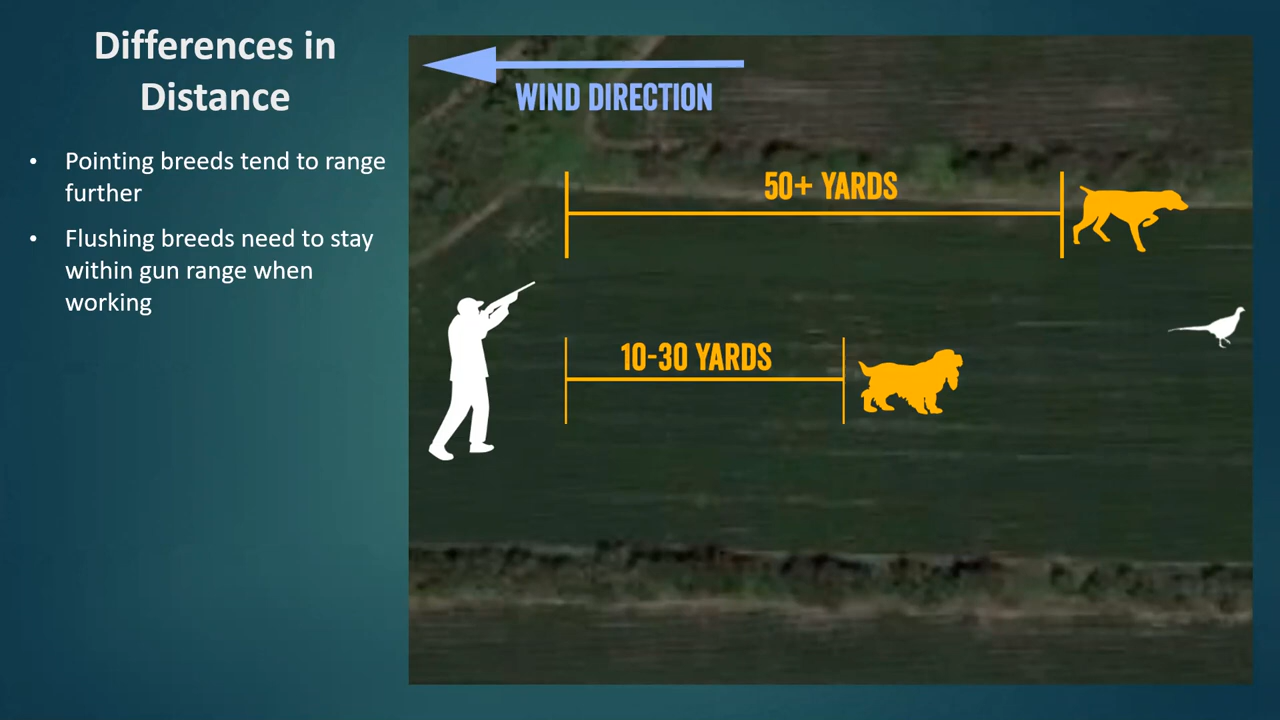 Differences in
Distance
• Pointing breeds tend to range
further
• Flushing breeds need to stay
within gun range when
working
WIND DIRECTION
50+ YARDS
10-30 YARDS